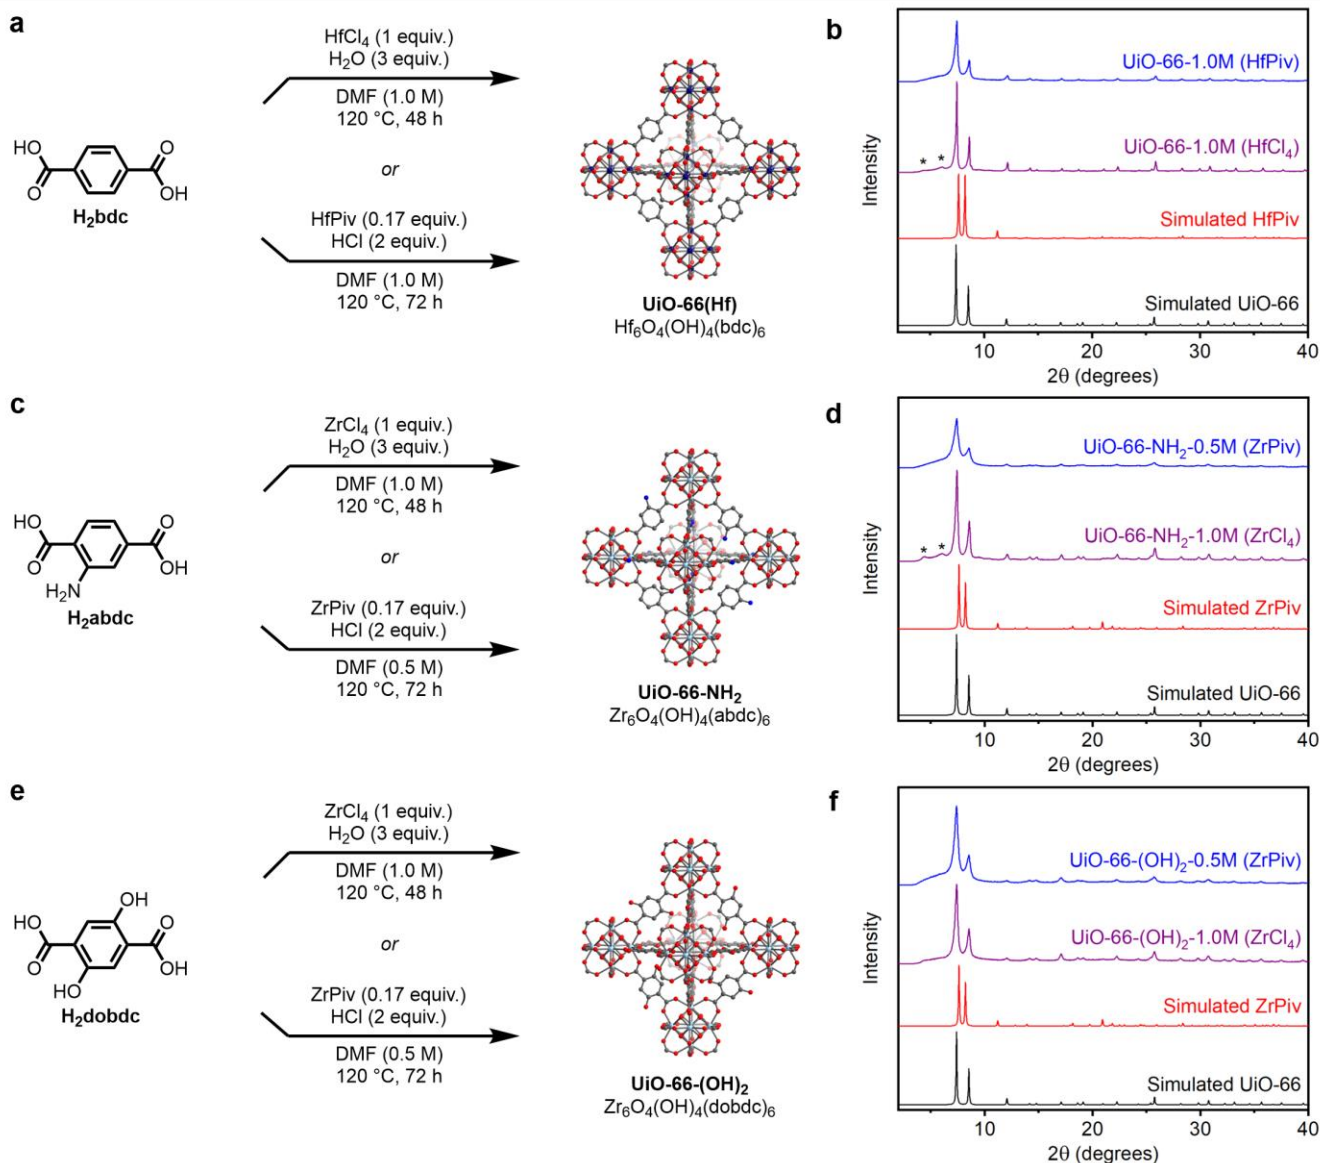 a
HfCl₄ (1 equiv.)
H₂O (3 equiv.)
DMF (1.0 M)
120 °C, 48 h
or
HfPiv (0.17 equiv.)
HCl (2 equiv.)
DMF (1.0 M)
120 °C, 72 h
HO
O
O
OH
H₂bdc
UiO-66(Hf)
Hf₆O₄(OH)₄(bdc)₆
b
UiO-66-1.0M (HfPiv)
UiO-66-1.0M (HfCl₄)
* *
Simulated HfPiv
Simulated UiO-66
Intensity
10 20 30 40
2θ (degrees)
c
ZrCl₄ (1 equiv.)
H₂O (3 equiv.)
DMF (1.0 M)
120 °C, 48 h
or
ZrPiv (0.17 equiv.)
HCl (2 equiv.)
DMF (0.5 M)
120 °C, 72 h
HO
O
O
OH
H₂N
H₂abdc
UiO-66-NH₂
Zr₆O₄(OH)₄(abdc)₆
d
UiO-66-NH₂-0.5M (ZrPiv)
UiO-66-NH₂-1.0M (ZrCl₄)
* *
Simulated ZrPiv
Simulated UiO-66
Intensity
10 20 30 40
2θ (degrees)
e
ZrCl₄ (1 equiv.)
H₂O (3 equiv.)
DMF (1.0 M)
120 °C, 48 h
or
ZrPiv (0.17 equiv.)
HCl (2 equiv.)
DMF (0.5 M)
120 °C, 72 h
OH
HO
O
O
OH
HO
H₂dobdc
UiO-66-(OH)₂
Zr₆O₄(OH)₄(dobdc)₆
f
UiO-66-(OH)₂-0.5M (ZrPiv)
UiO-66-(OH)₂-1.0M (ZrCl₄)
Simulated ZrPiv
Simulated UiO-66
Intensity
10 20 30 40
2θ (degrees)